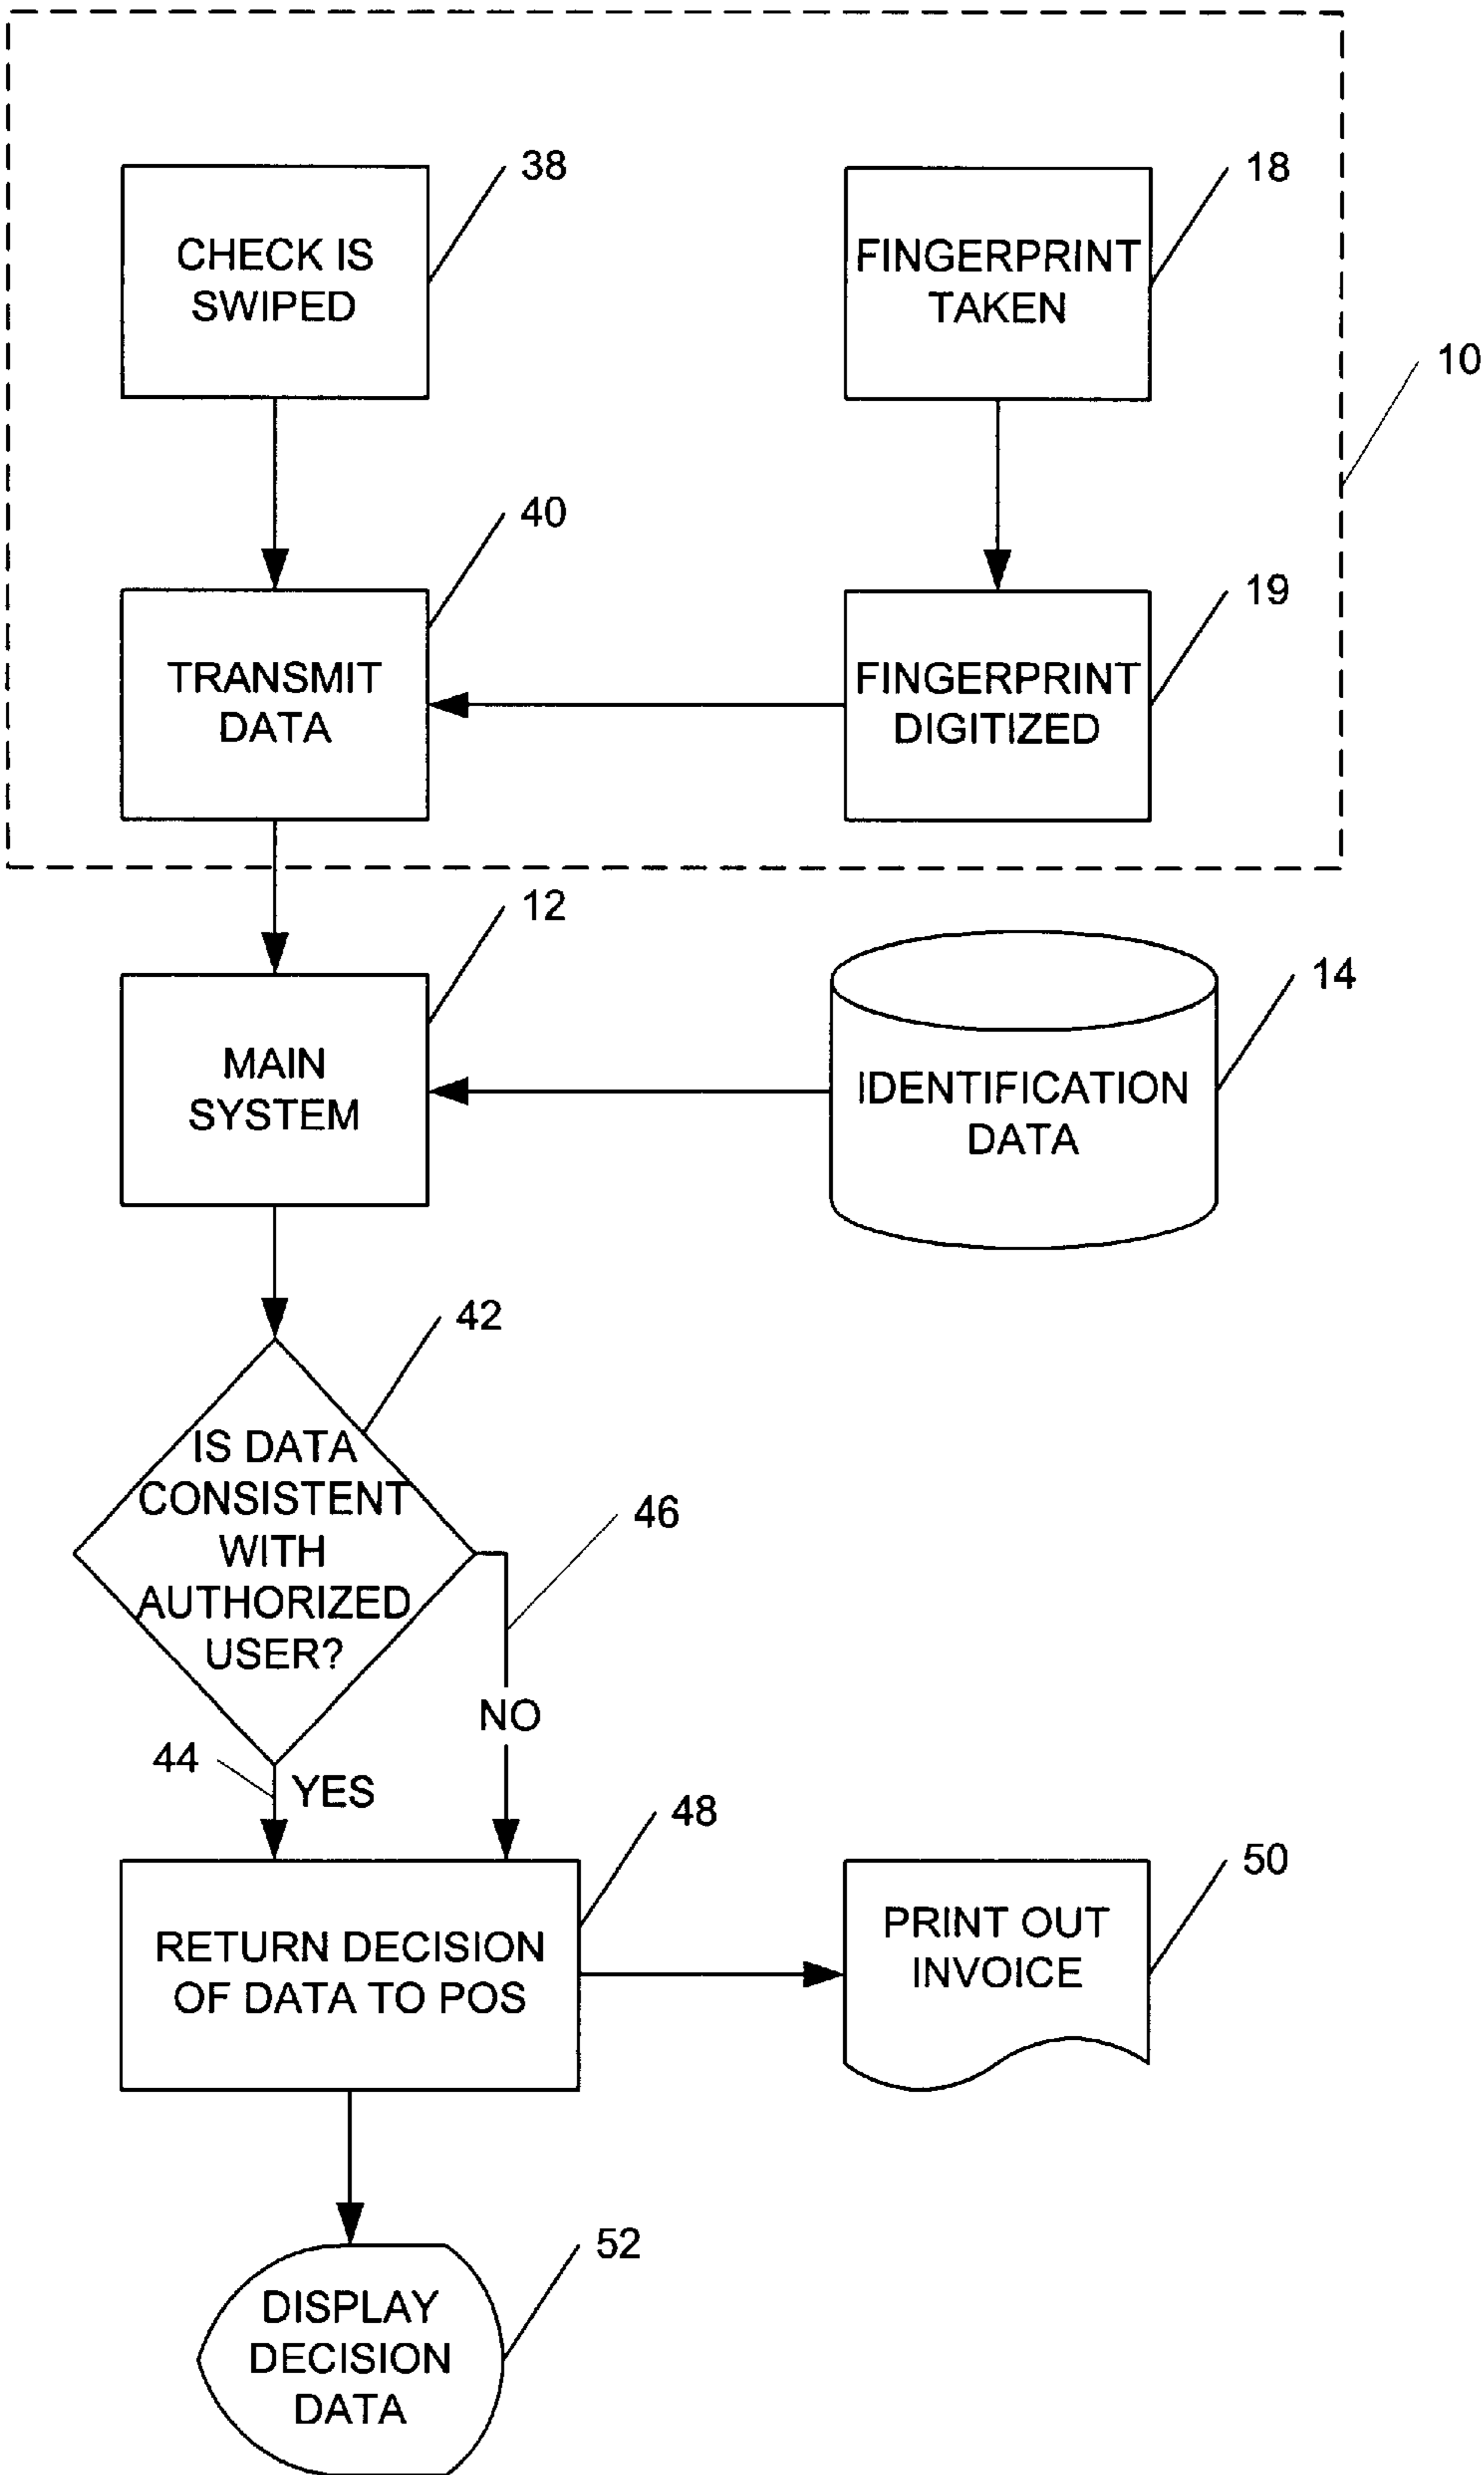 38
18
CHECK IS
SWIPED
FINGERPRINT
TAKEN
10
40
19
TRANSMIT
DATA
FINGERPRINT
DIGITIZED
12
14
MAIN
SYSTEM
IDENTIFICATION
DATA
42
IS DATA
CONSISTENT
WITH
AUTHORIZED
USER?
46
NO
44
YES
48
50
RETURN DECISION
OF DATA TO POS
PRINT OUT
INVOICE
52
DISPLAY
DECISION
DATA